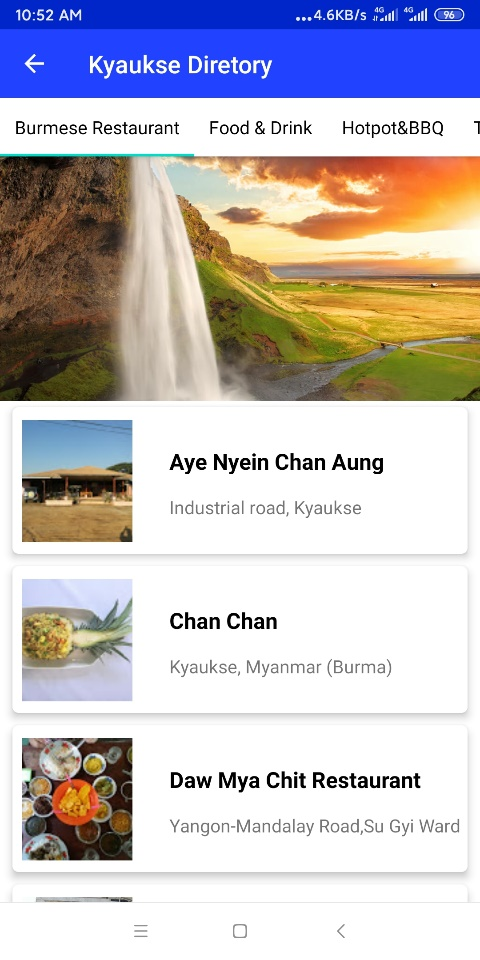 10:52 AM
...4.6KB/s 4G 4G 96
Kyaukse Diretory
Burmese Restaurant Food & Drink Hotpot&BBQ T
Aye Nyein Chan Aung
Industrial road, Kyaukse
Chan Chan
Kyaukse, Myanmar (Burma)
Daw Mya Chit Restaurant
Yangon-Mandalay Road,Su Gyi Ward